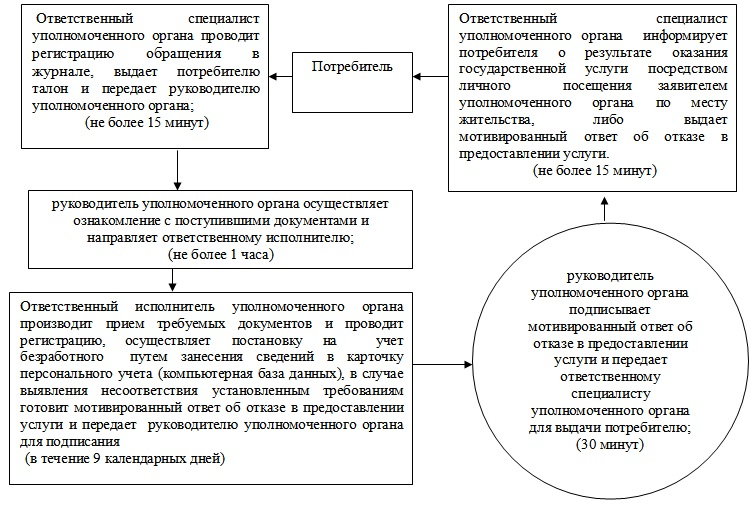 Ответственный специалист
уполномоченного органа проводит
регистрацию обращения в
журнале, выдает потребителю
талон и передает руководителю
уполномоченного органа;
(не более 15 минут)
Потребитель
Ответственный специалист
уполномоченного органа информирует
потребителя о результате оказания
государственной услуги посредством
личного посещения заявителем
уполномоченного органа по месту
жительства, либо выдает
мотивированный ответ об отказе в
предоставлении услуги.
(не более 15 минут)
руководитель уполномоченного органа осуществляет
ознакомление с поступившими документами и
направляет ответственному исполнителю;
(не более 1 часа)
Ответственный исполнитель уполномоченного органа
производит прием требуемых документов и проводит
регистрацию, осуществляет постановку на учет
безработного путем занесения сведений в карточку
персонального учета (компьютерная база данных), в случае
выявления несоответствия установленным требованиям
готовит мотивированный ответ об отказе в предоставлении
услуги и передает руководителю уполномоченного органа
для подписания
(в течение 9 календарных дней)
руководитель
уполномоченного органа
подписывает
мотивированный ответ об
отказе в предоставлении
услуги и передает
ответственному
специалисту
уполномоченного органа
для выдачи потребителю;
(30 минут)